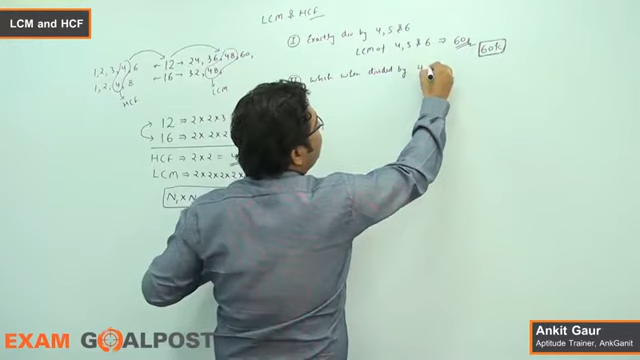 LCM and HCF
LCM & HCF
I Exactly div by 4, 5 & 6
LCM of 4, 5 & 6 ⇒ 60
60k
II which when divided by 4
1, 2, 3, 4, 6 ← 12 → 24, 36, 48, 60,
1, 2, 4, 8 ← 16 → 32, 48,
HCF
LCM
12 ⇒ 2 x 2 x 3
16 ⇒ 2 x 2 x 2
HCF ⇒ 2 x 2 = 4
LCM ⇒ 2 x 2 x 2 x 2
N₁ x N
EXAM GOALPOST
Ankit Gaur
Aptitude Trainer, AnkGanit